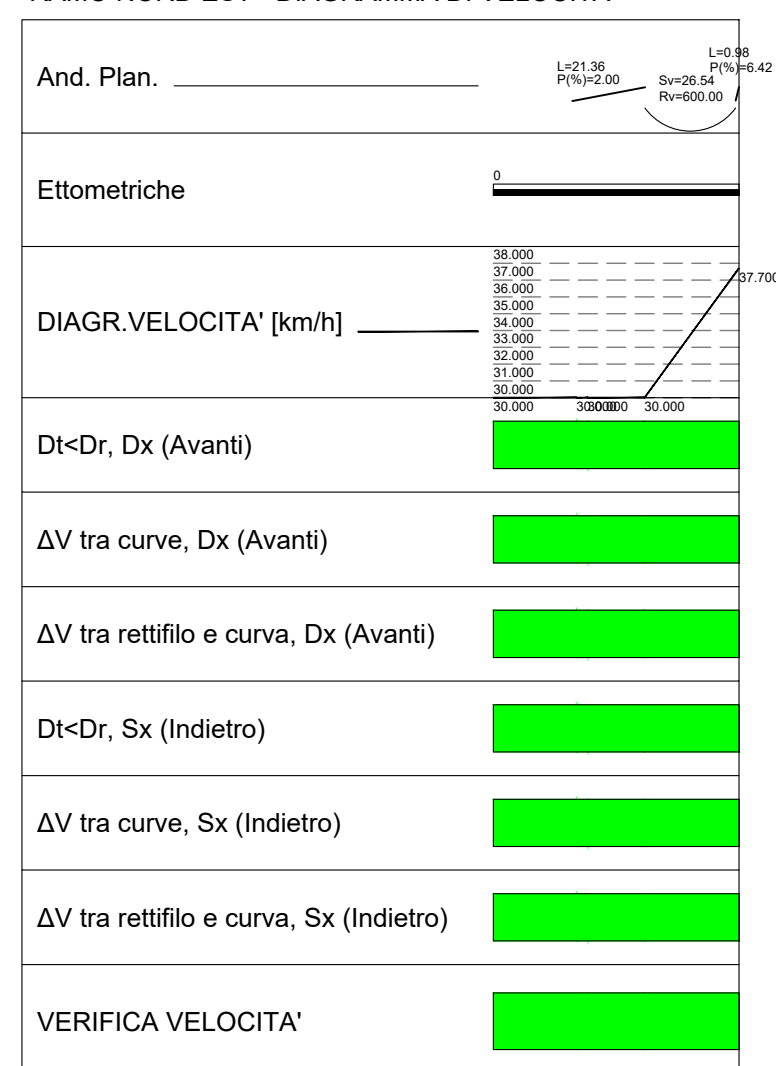 And. Plan.
L=21.36
P(%)=2.00
Sv=26.54
Rv=600.00
L=0.98
P(%)=6.42
Ettometriche
0
DIAGR.VELOCITA' [km/h]
38.000
37.000
36.000
35.000
34.000
33.000
32.000
31.000
30.000
37.700
30.000 30.000 30.000
Dt<Dr, Dx (Avanti)
ΔV tra curve, Dx (Avanti)
ΔV tra rettifilo e curva, Dx (Avanti)
Dt<Dr, Sx (Indietro)
ΔV tra curve, Sx (Indietro)
ΔV tra rettifilo e curva, Sx (Indietro)
VERIFICA VELOCITA'